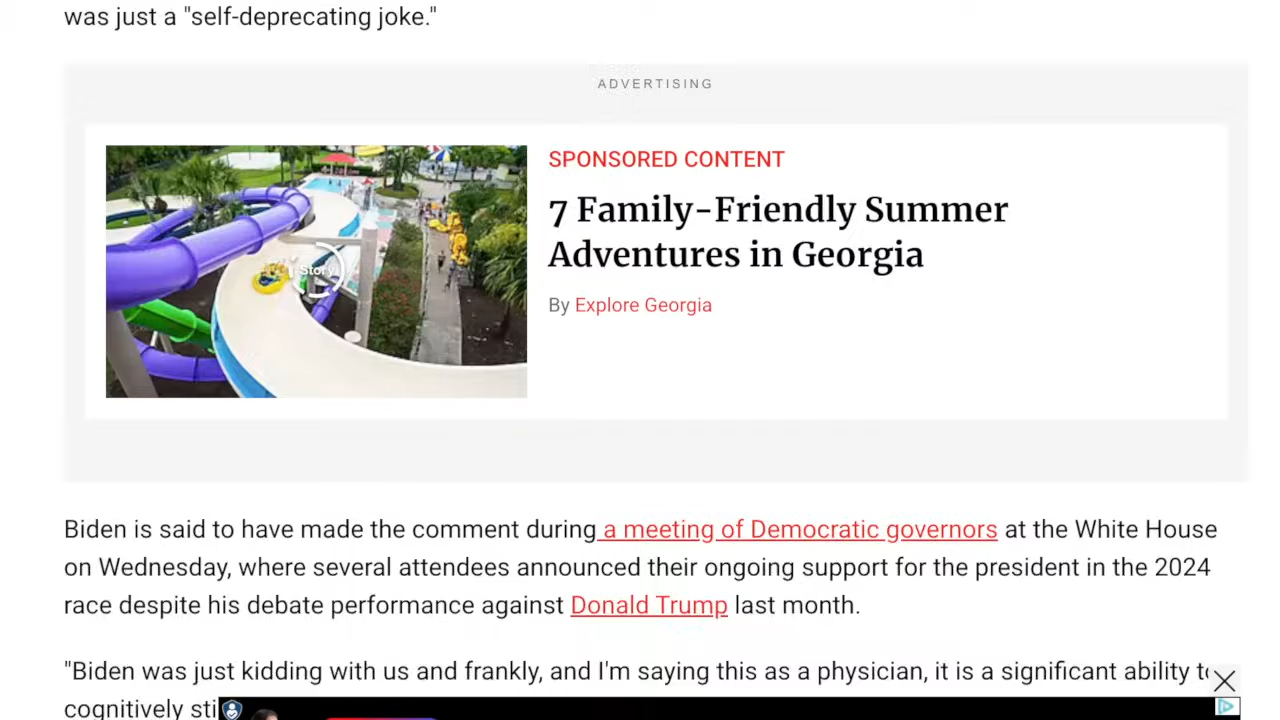 was just a "self-deprecating joke."
ADVERTISING
Story
SPONSORED CONTENT
7 Family-Friendly Summer
Adventures in Georgia
By Explore Georgia
Biden is said to have made the comment during a meeting of Democratic governors at the White House
on Wednesday, where several attendees announced their ongoing support for the president in the 2024
race despite his debate performance against Donald Trump last month.
"Biden was just kidding with us and frankly, and I'm saying this as a physician, it is a significant ability to
cognitively sti